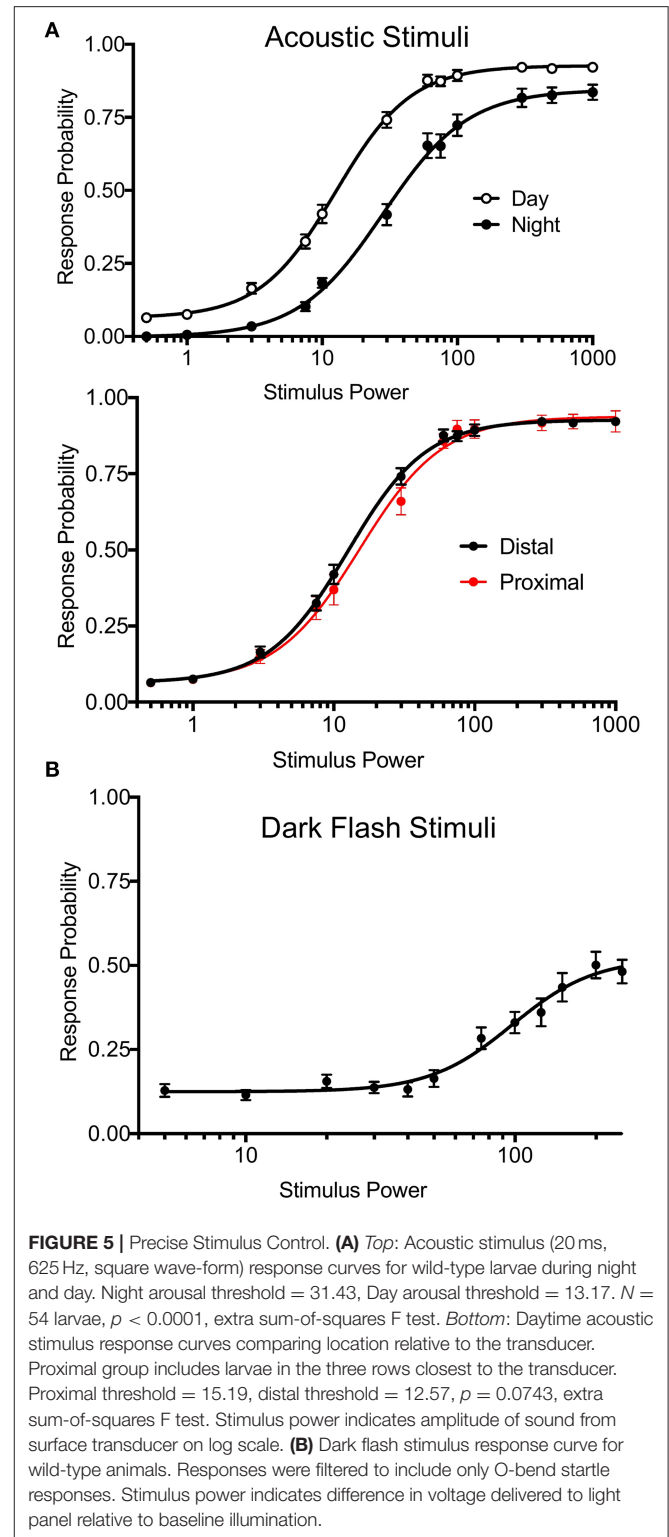 A
Acoustic Stimuli
1.00
0.75
0.50
0.25
0.00
Response Probability
Day
Night
1
10
100
1000
Stimulus Power
1.00
0.75
0.50
0.25
0.00
Response Probability
Distal
Proximal
1
10
100
1000
Stimulus Power
B
Dark Flash Stimuli
1.00
0.75
0.50
0.25
0.00
Response Probability
10
100
Stimulus Power
FIGURE 5 | Precise Stimulus Control. (A) Top: Acoustic stimulus (20 ms,
625 Hz, square wave-form) response curves for wild-type larvae during night
and day. Night arousal threshold = 31.43, Day arousal threshold = 13.17. N =
54 larvae, p < 0.0001, extra sum-of-squares F test. Bottom: Daytime acoustic
stimulus response curves comparing location relative to the transducer.
Proximal group includes larvae in the three rows closest to the transducer.
Proximal threshold = 15.19, distal threshold = 12.57, p = 0.0743, extra
sum-of-squares F test. Stimulus power indicates amplitude of sound from
surface transducer on log scale. (B) Dark flash stimulus response curve for
wild-type animals. Responses were filtered to include only O-bend startle
responses. Stimulus power indicates difference in voltage delivered to light
panel relative to baseline illumination.